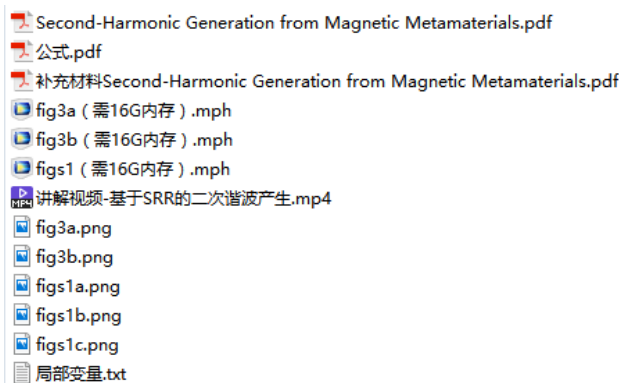 Second-Harmonic Generation from Magnetic Metamaterials.pdf
公式.pdf
补充材料Second-Harmonic Generation from Magnetic Metamaterials.pdf
fig3a（需16G内存）.mph
fig3b（需16G内存）.mph
figs1（需16G内存）.mph
MP4 讲解视频-基于SRR的二次谐波产生.mp4
fig3a.png
fig3b.png
figs1a.png
figs1b.png
figs1c.png
局部变量.txt